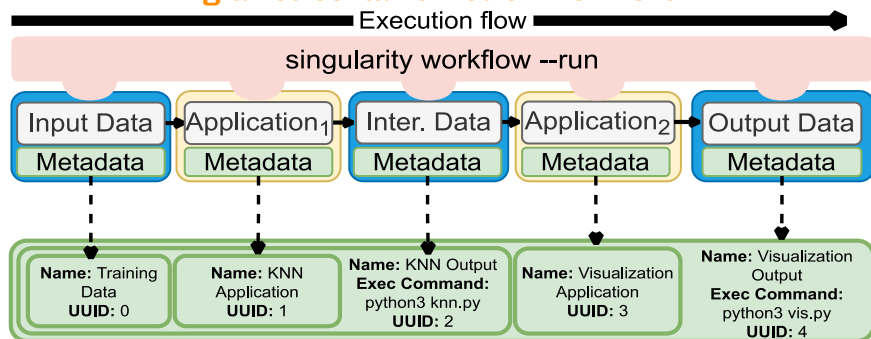 Execution flow
singularity workflow --run
Input Data
Application1
Inter. Data
Application2
Output Data
Metadata
Metadata
Metadata
Metadata
Metadata
Name: Training
Data
UUID: 0
Name: KNN
Application
UUID: 1
Name: KNN Output
Exec Command:
python3 knn.py
UUID: 2
Name: Visualization
Application
UUID: 3
Name: Visualization
Output
Exec Command:
python3 vis.py
UUID: 4